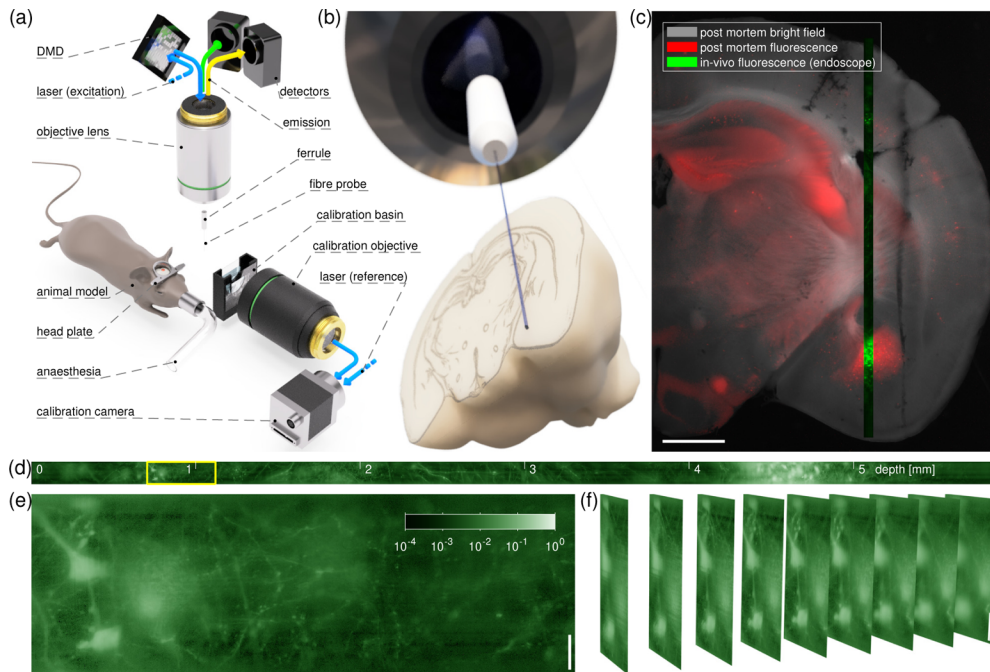 (a)
DMD
laser (excitation)
objective lens
detectors
emission
ferrule
fibre probe
calibration basin
calibration objective
laser (reference)
animal model
head plate
anaesthesia
calibration camera
(b)
(c)
post mortem bright field
post mortem fluorescence
in-vivo fluorescence (endoscope)
(d)
0 1 2 3 4 5 depth [mm]
(e)
10⁻⁴ 10⁻³ 10⁻² 10⁻¹ 10⁰
(f)